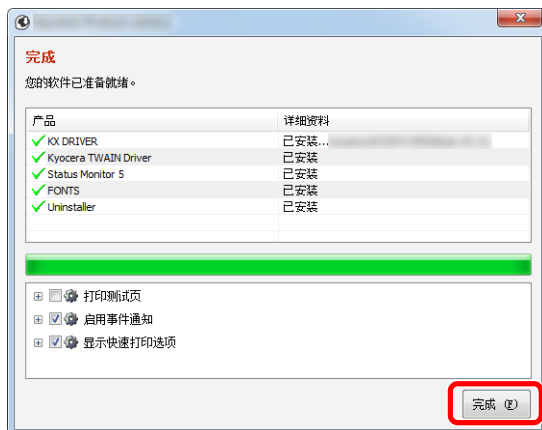 完成
您的软件已准备就绪。
产品 详细资料
KX DRIVER 已安装...
Kyocera TWAIN Driver 已安装
Status Monitor 5 已安装
FONTS 已安装
Uninstaller 已安装
打印测试页
启用事件通知
显示快速打印选项
完成 (F)